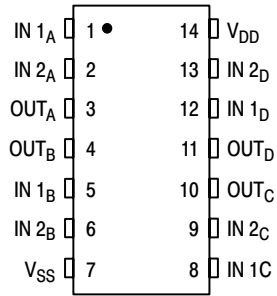 IN 1A 1 14 VDD
IN 2A 2 13 IN 2D
OUTA 3 12 IN 1D
OUTB 4 11 OUTD
IN 1B 5 10 OUTC
IN 2B 6 9 IN 2C
VSS 7 8 IN 1C